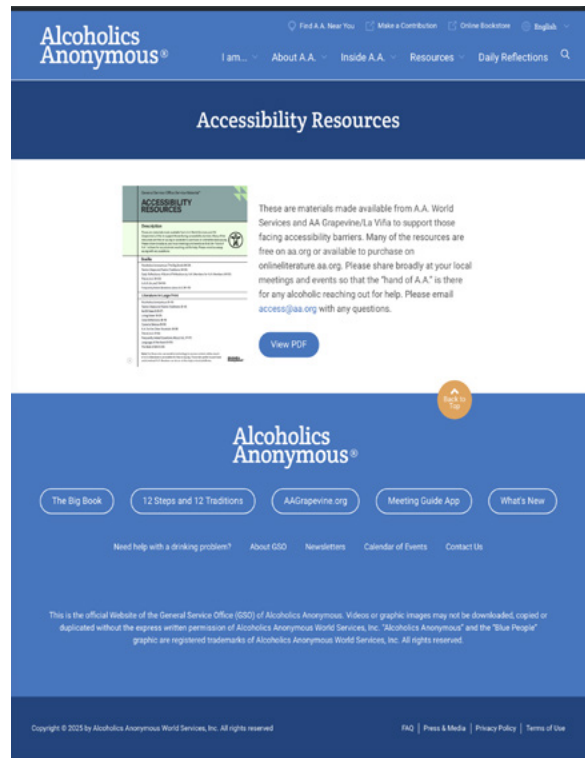 Alcoholics
Anonymous®
Find A.A. Near You
Make a Contribution
Online Bookstore
English
I am...
About A.A.
Inside A.A.
Resources
Daily Reflections
Accessibility Resources
ACCESSIBILITY
RESOURCES
Description
These are materials made available from A.A. World
Services and AA Grapevine/La Viña to support those
facing accessibility barriers. Many of the resources are
free on aa.org or available to purchase on
onlineliterature.aa.org. Please share broadly at your local
meetings and events so that the "hand of A.A." is there
for any alcoholic reaching out for help. Please email
access@aa.org with any questions.
View PDF
Back to
Top
Alcoholics
Anonymous®
The Big Book
12 Steps and 12 Traditions
AAGrapevine.org
Meeting Guide App
What's New
Need help with a drinking problem?
About GSO
Newsletters
Calendar of Events
Contact Us
This is the official Website of the General Service Office (GSO) of Alcoholics Anonymous. Videos or graphic images may not be downloaded, copied or
duplicated without the express written permission of Alcoholics Anonymous World Services, Inc. "Alcoholics Anonymous" and the "Blue People"
graphic are registered trademarks of Alcoholics Anonymous World Services, Inc. All rights reserved.
Copyright © 2025 by Alcoholics Anonymous World Services, Inc. All rights reserved
FAQ | Press & Media | Privacy Policy | Terms of Use